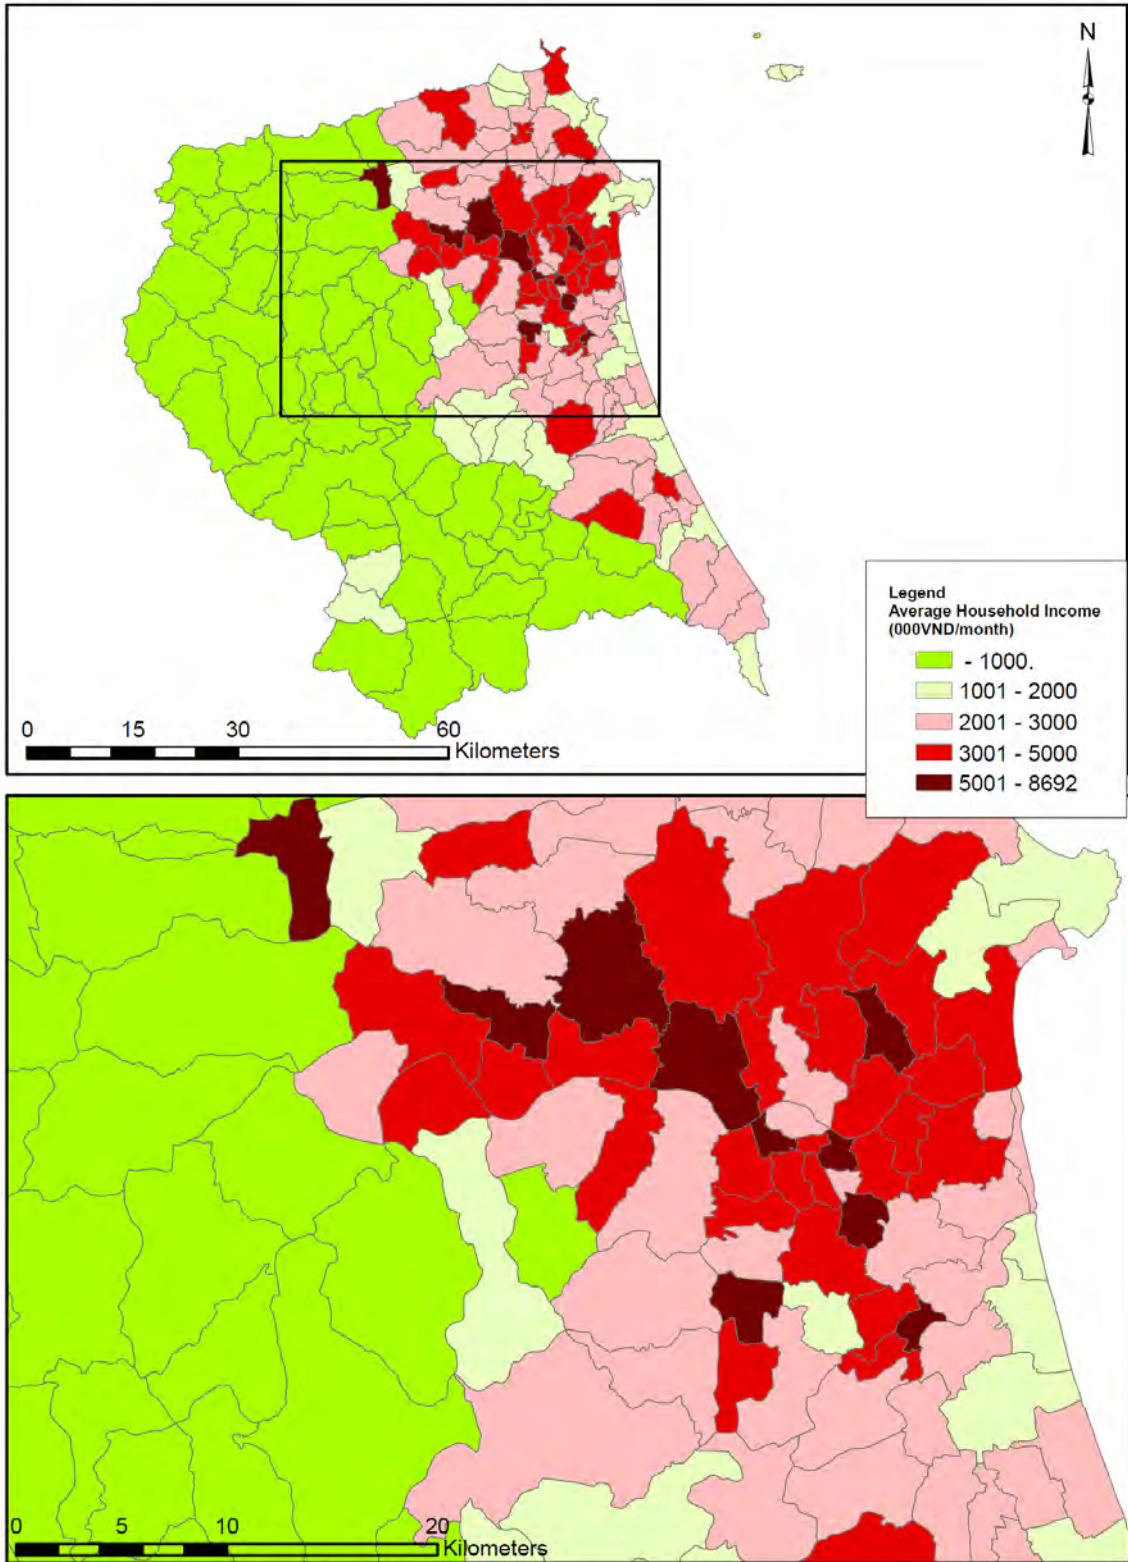 N
Legend
Average Household Income
(000VND/month)
- 1000.
1001 - 2000
2001 - 3000
3001 - 5000
5001 - 8692
0 15 30 60
Kilometers
0 5 10 20
Kilometers